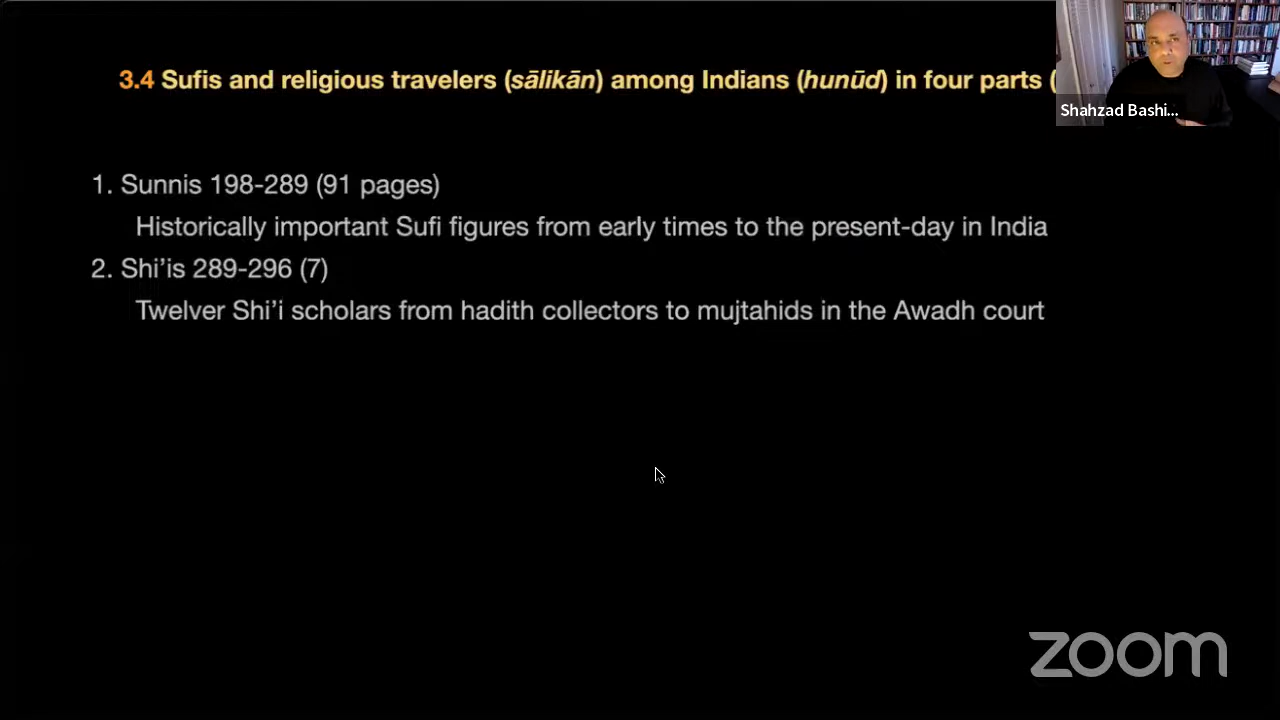 3.4 Sufis and religious travelers (sālikān) among Indians (hunūd) in four parts (
Shahzad Bashi...
1. Sunnis 198-289 (91 pages)
Historically important Sufi figures from early times to the present-day in India
2. Shi’is 289-296 (7)
Twelver Shi’i scholars from hadith collectors to mujtahids in the Awadh court
zoom